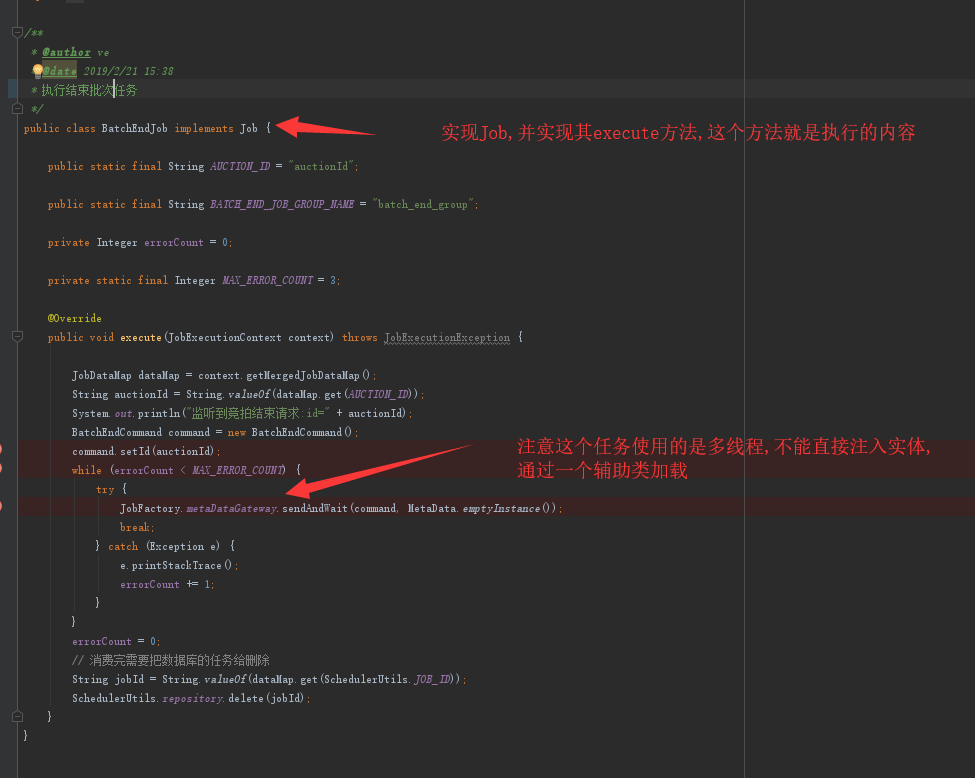 /**
* @author ve
* @date 2019/2/21 15:38
* 执行结束批次任务
*/
public class BatchEndJob implements Job {
实现Job,并实现其execute方法,这个方法就是执行的内容
public static final String AUCTION_ID = "auctionId";
public static final String BATCH_END_JOB_GROUP_NAME = "batch_end_group";
private Integer errorCount = 0;
private static final Integer MAX_ERROR_COUNT = 3;
@Override
public void execute(JobExecutionContext context) throws JobExecutionException {
JobDataMap dataMap = context.getMergedJobDataMap();
String auctionId = String.valueOf(dataMap.get(AUCTION_ID));
System.out.println("监听到竞拍结束请求:id=" + auctionId);
BatchEndCommand command = new BatchEndCommand();
command.setId(auctionId);
while (errorCount < MAX_ERROR_COUNT) {
注意这个任务使用的是多线程,不能直接注入实体,
通过一个辅助类加载
try {
JobFactory.metaDataGateway.sendAndWait(command, MetaData.emptyInstance());
break;
} catch (Exception e) {
e.printStackTrace();
errorCount += 1;
}
}
errorCount = 0;
// 消费完需要把数据库的任务给删除
String jobId = String.valueOf(dataMap.get(SchedulerUtils.JOB_ID));
SchedulerUtils.repository.delete(jobId);
}
}